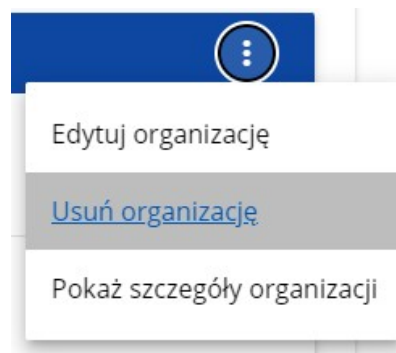 Edytuj organizację
Usuń organizację
Pokaż szczegóły organizacji